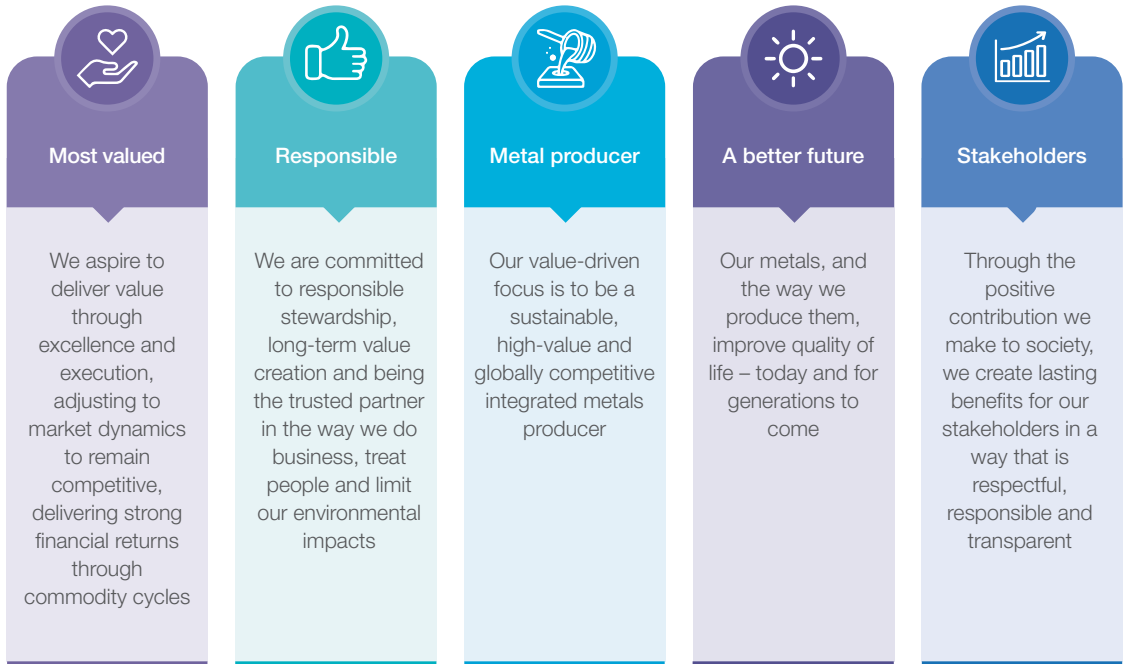 Most valued
We aspire to
deliver value
through
excellence and
execution,
adjusting to
market dynamics
to remain
competitive,
delivering strong
financial returns
through
commodity cycles
Responsible
We are committed
to responsible
stewardship,
long-term value
creation and being
the trusted partner
in the way we do
business, treat
people and limit
our environmental
impacts
Metal producer
Our value-driven
focus is to be a
sustainable,
high-value and
globally competitive
integrated metals
producer
A better future
Our metals, and
the way we
produce them,
improve quality of
life – today and for
generations to
come
Stakeholders
Through the
positive
contribution we
make to society,
we create lasting
benefits for our
stakeholders in a
way that is
respectful,
responsible and
transparent